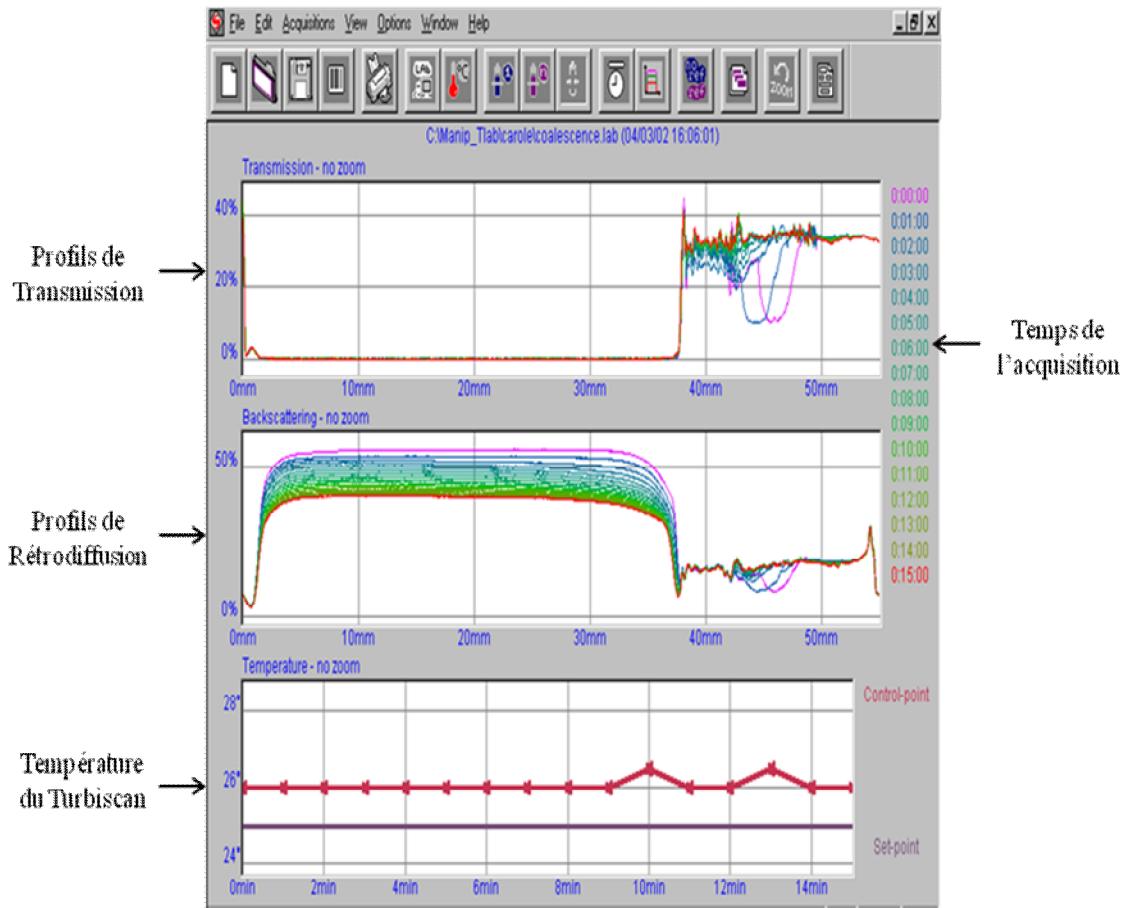 File Edit Acquisitions View Options Window Help
C:\Manip_Tlab\carole\coalescence.lab (04/03/02 16:06:01)
Transmission - no zoom
40%
20%
0%
0mm 10mm 20mm 30mm 40mm 50mm
Profils de
Transmission
0:00:00
0:01:00
0:02:00
0:03:00
0:04:00
0:05:00
0:06:00
0:07:00
0:08:00
0:09:00
0:10:00
0:11:00
0:12:00
0:13:00
0:14:00
0:15:00
Temps de
l'acquisition
Backscattering - no zoom
50%
0%
0mm 10mm 20mm 30mm 40mm 50mm
Profils de
Rétrodiffusion
Temperature - no zoom
28°
26°
24°
0min 2min 4min 6min 8min 10min 12min 14min
Control-point
Set-point
Température
du Turbiscan